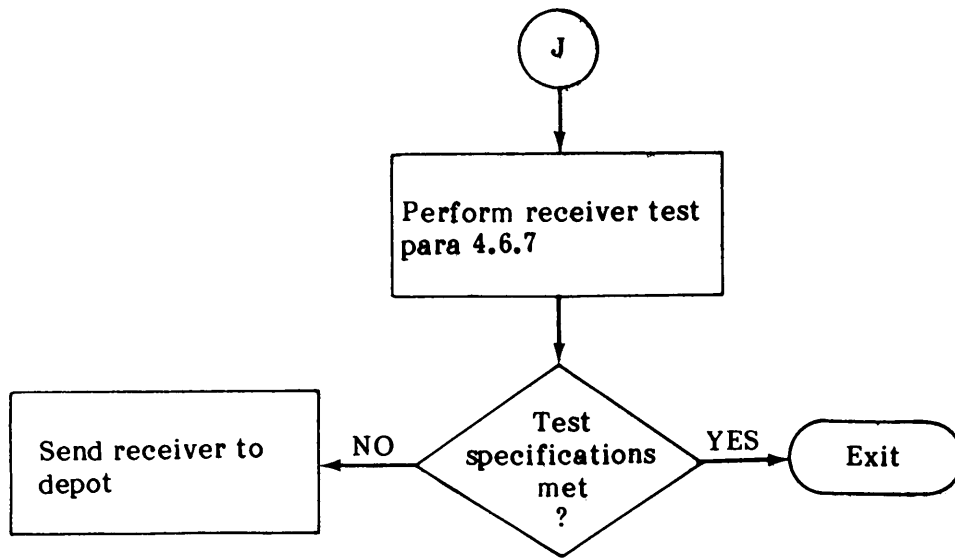 J
Perform receiver test
para 4.6.7
Test
specifications
met
?
NO
YES
Send receiver to
depot
Exit